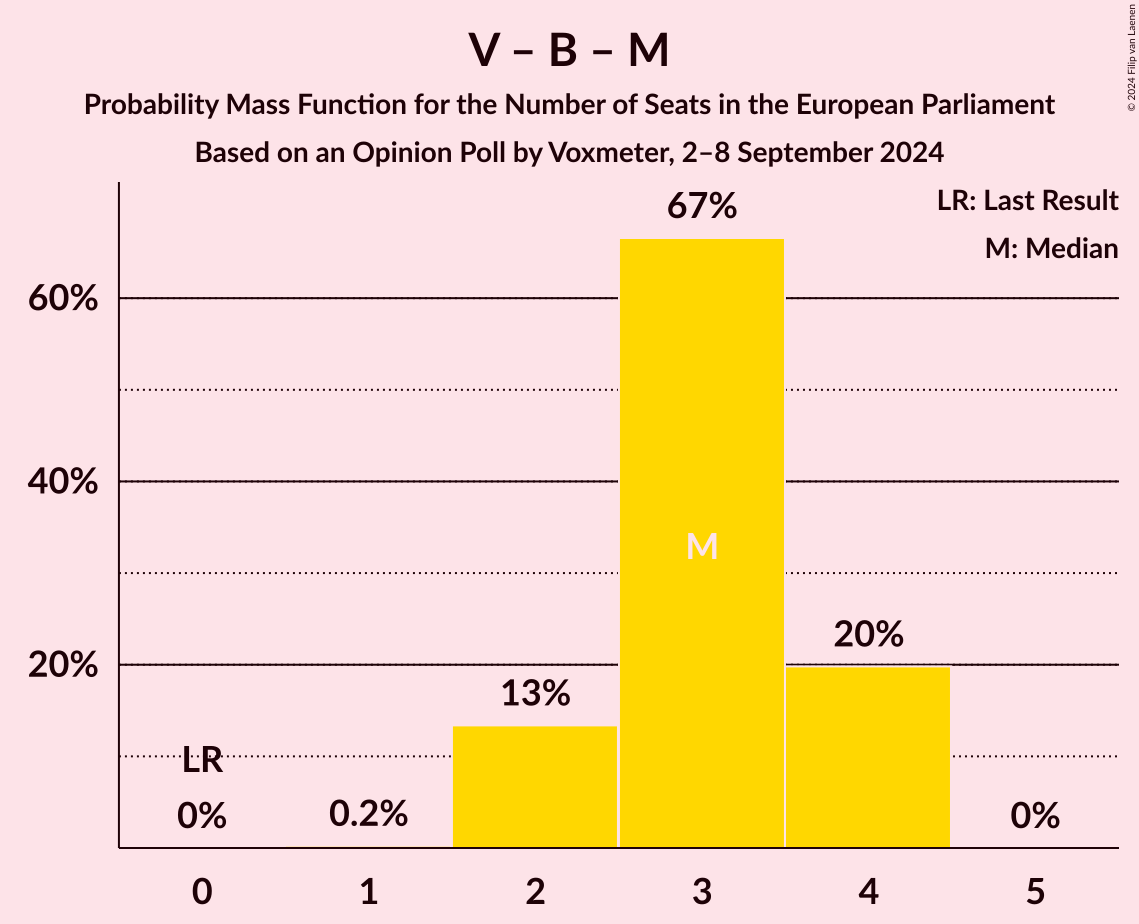 V – B – M
Probability Mass Function for the Number of Seats in the European Parliament
Based on an Opinion Poll by Voxmeter, 2–8 September 2024
© 2024 Filip van Laenen
LR: Last Result
M: Median
67%
60%
40%
M
20%
20%
13%
LR
0%
0.2%
0%
0 1 2 3 4 5